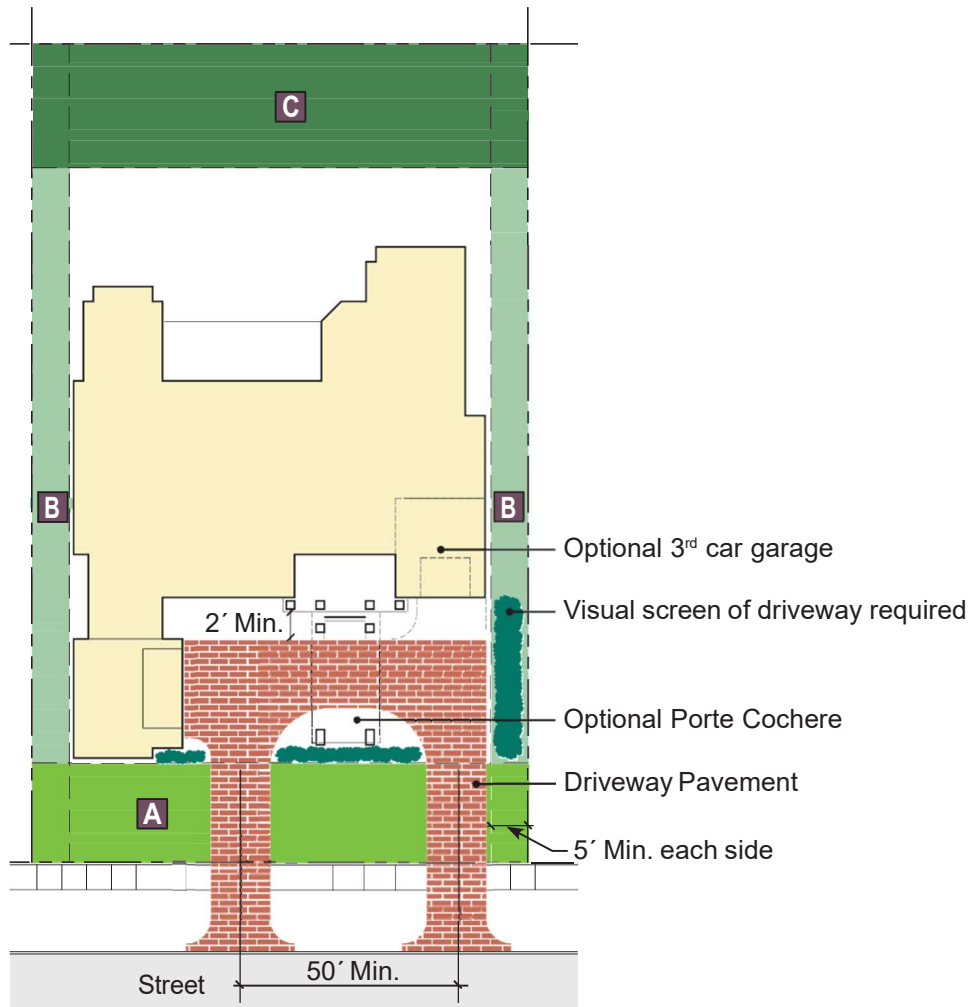 C
B
B
Optional 3rd car garage
Visual screen of driveway required
2´ Min.
Optional Porte Cochere
Driveway Pavement
A
5´ Min. each side
50´ Min.
Street